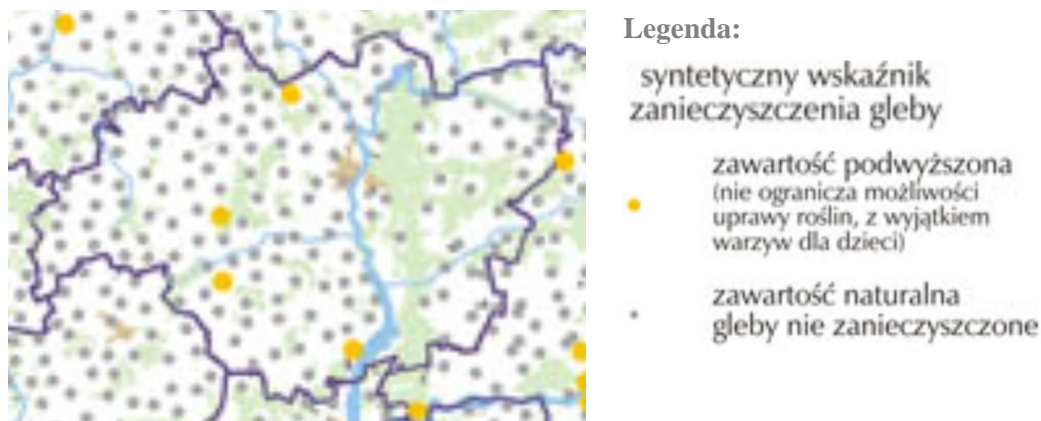 Legenda:
syntetyczny wskaźnik
zanieczyszczenia gleby
zawartość podwyższona
(nie ogranicza możliwości
uprawy roślin, z wyjątkiem
warzyw dla dzieci)
zawartość naturalna
gleby nie zanieczyszczone